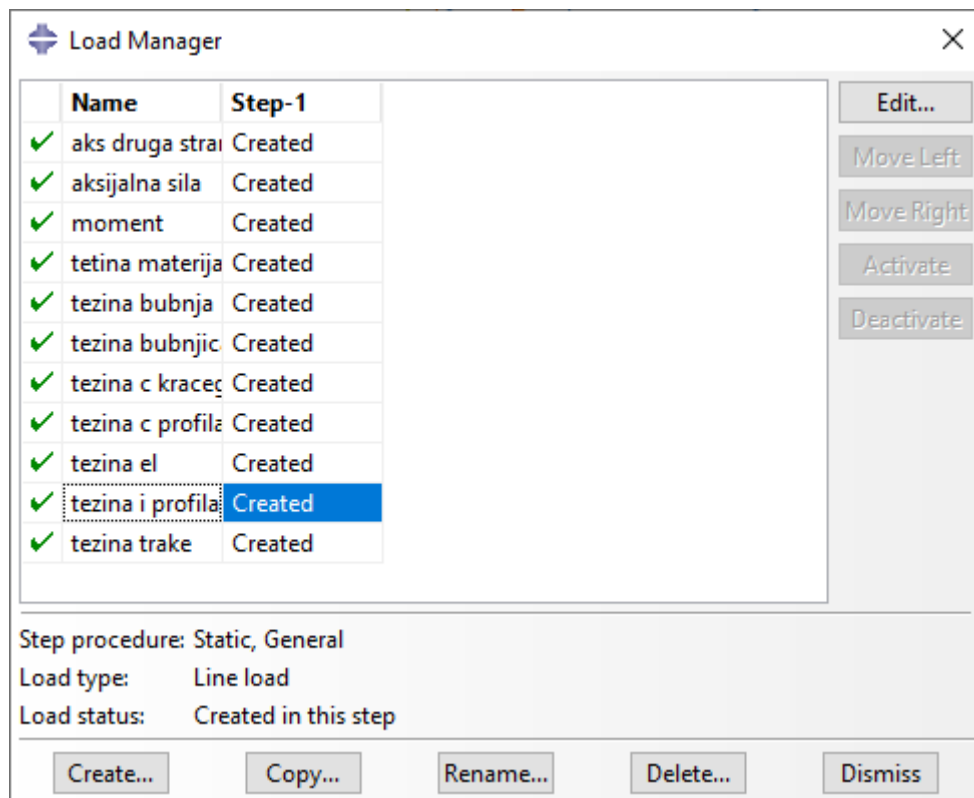 Load Manager
Name Step-1 Edit...
aks druga stra Created Move Left
aksijalna sila Created
moment Created Move Right
tetina materija Created Activate
tezina bubnja Created Deactivate
tezina bubnjic Created
tezina c kraceg Created
tezina c profila Created
tezina el Created
tezina i profila Created
tezina trake Created
Step procedure: Static, General
Load type: Line load
Load status: Created in this step
Create... Copy... Rename... Delete... Dismiss